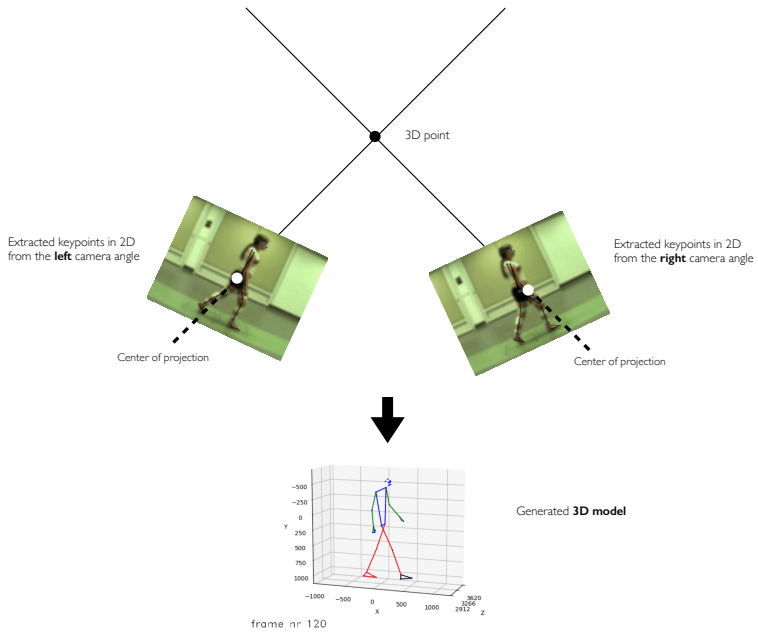 3D point
Extracted keypoints in 2D
from the left camera angle
Extracted keypoints in 2D
from the right camera angle
Center of projection
Center of projection
Generated 3D model
−500
−250
0
250
500
750
1000
Y
−1000
−500
0
500
1000
X
3620
3266
2912
Z
frame nr 120